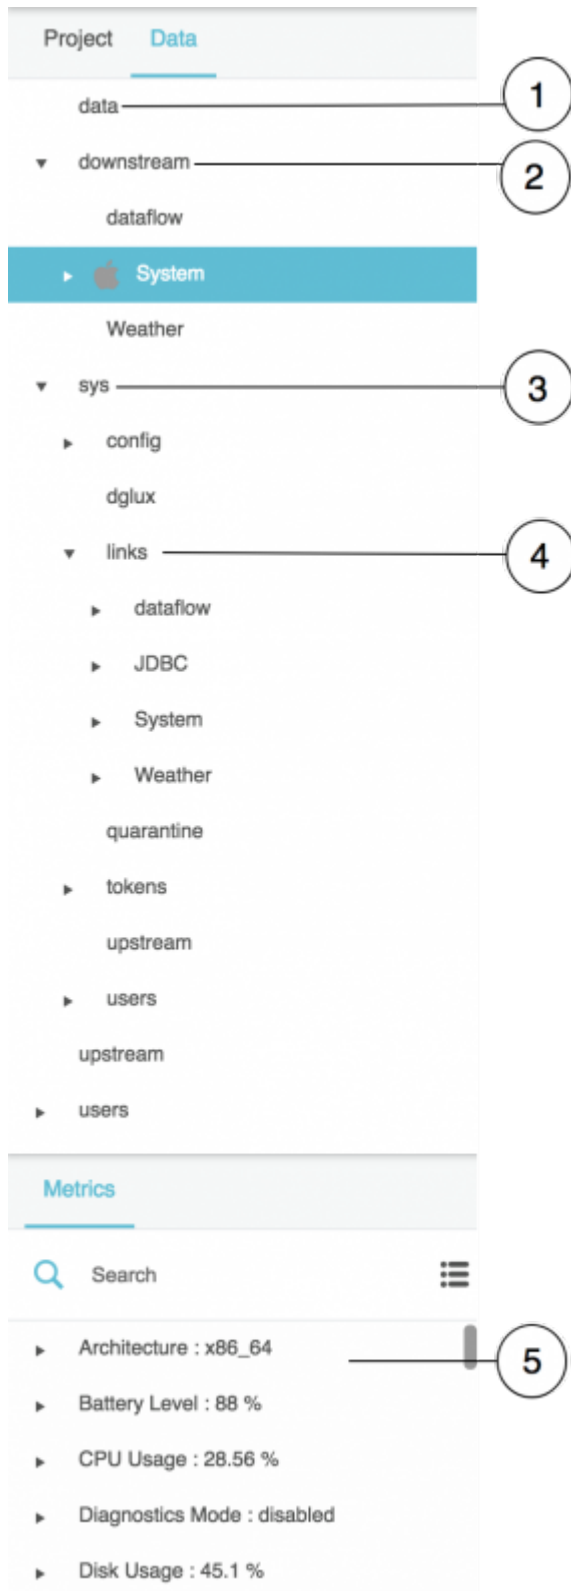 Project Data
data 1
downstream 2
dataflow
System
Weather
sys 3
config
dglux
links 4
dataflow
JDBC
System
Weather
quarantine
tokens
upstream
users
upstream
users
Metrics
Search
Architecture : x86_64 5
Battery Level : 88 %
CPU Usage : 28.56 %
Diagnostics Mode : disabled
Disk Usage : 45.1 %